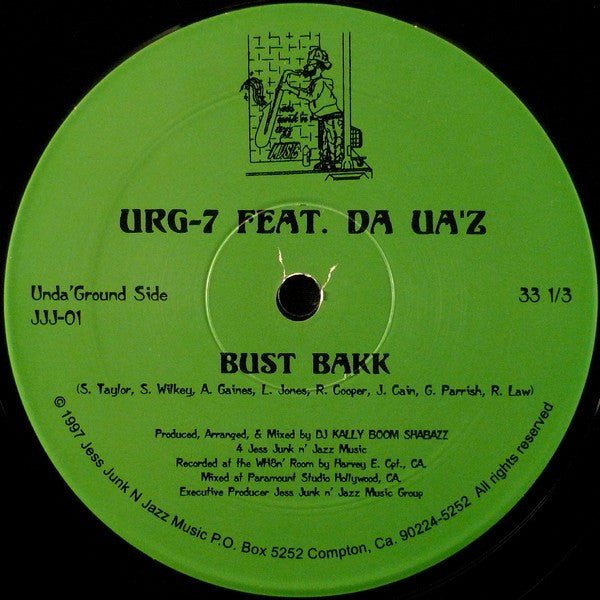 MUSIC
URG-7 FEAT. DA UA'Z
Unda'Ground Side
JJJ-01
33 1/3
BUST BAKK
(S. Taylor, S. Wilkey, A. Gaines, L. Jones, R. Cooper, J. Cain, G. Parrish, R. Law)
Produced, Arranged, & Mixed by DJ KALLY BOOM SHABAZZ
4 Jess Junk n' Jazz Music
Recorded at the WH8n' Room by Harvey E. Cpt., CA.
Mixed at Paramount Studio Hollywood, CA.
Executive Producer Jess Junk n' Jazz Music Group
© 1997 Jess Junk N Jazz Music P.O. Box 5252 Compton, Ca. 90224-5252 All rights reserved